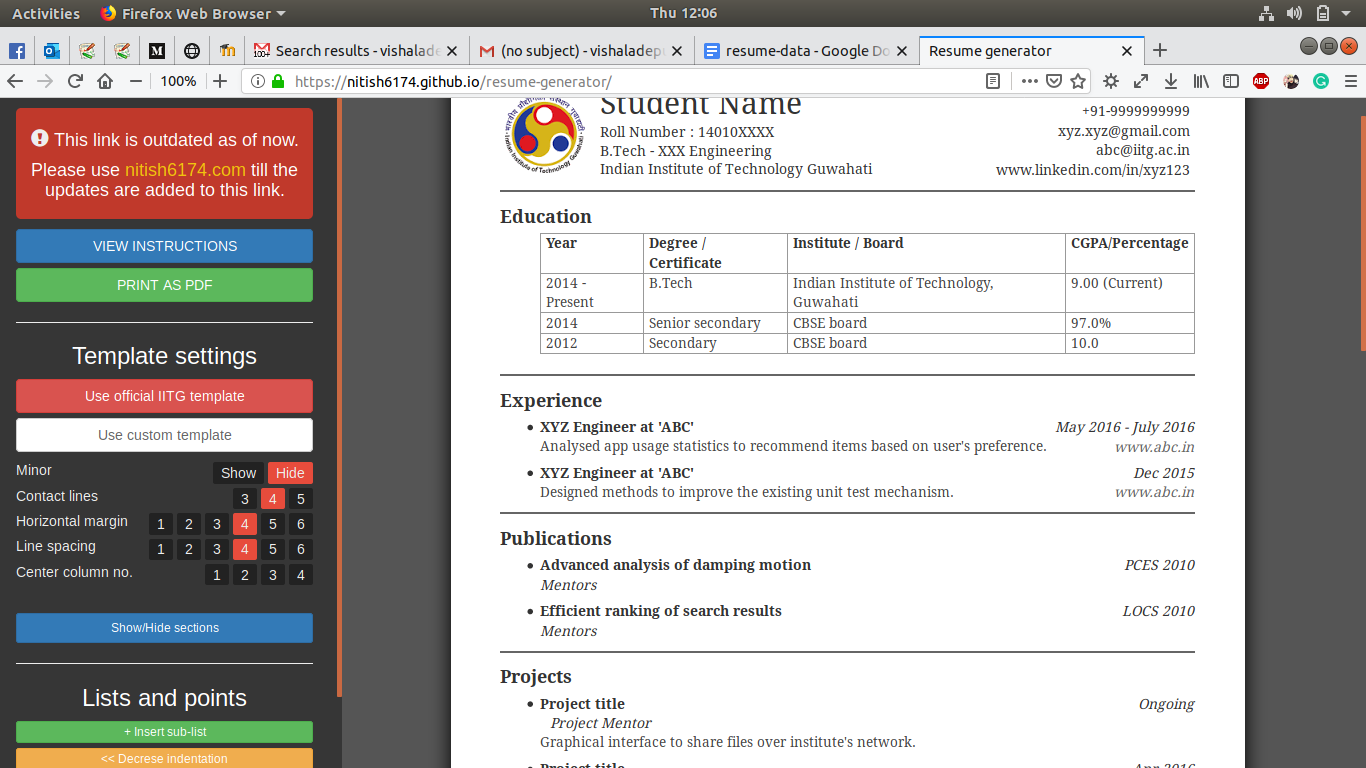 Activities Firefox Web Browser Thu 12:06
Search results - vishalade (no subject) - vishaladep resume-data - Google Do Resume generator
100% https://nitish6174.github.io/resume-generator/
This link is outdated as of now.
Please use nitish6174.com till the
updates are added to this link.
VIEW INSTRUCTIONS
PRINT AS PDF
Template settings
Use official IITG template
Use custom template
Minor Show Hide
Contact lines 3 4 5
Horizontal margin 1 2 3 4 5 6
Line spacing 1 2 3 4 5 6
Center column no. 1 2 3 4
Show/Hide sections
Lists and points
+ Insert sub-list
<< Decrese indentation
Student Name
Roll Number : 14010XXXX
B.Tech - XXX Engineering
Indian Institute of Technology Guwahati
+91-9999999999
xyz.xyz@gmail.com
abc@iitg.ac.in
www.linkedin.com/in/xyz123
Education
Year Degree / Institute / Board CGPA/Percentage
Certificate
2014 - B.Tech Indian Institute of Technology, 9.00 (Current)
Present Guwahati
2014 Senior secondary CBSE board 97.0%
2012 Secondary CBSE board 10.0
Experience
• XYZ Engineer at 'ABC' May 2016 - July 2016
Analysed app usage statistics to recommend items based on user's preference. www.abc.in
• XYZ Engineer at 'ABC' Dec 2015
Designed methods to improve the existing unit test mechanism. www.abc.in
Publications
• Advanced analysis of damping motion PCES 2010
Mentors
• Efficient ranking of search results LOCS 2010
Mentors
Projects
• Project title Ongoing
Project Mentor
Graphical interface to share files over institute's network.
• Project title Apr 2016